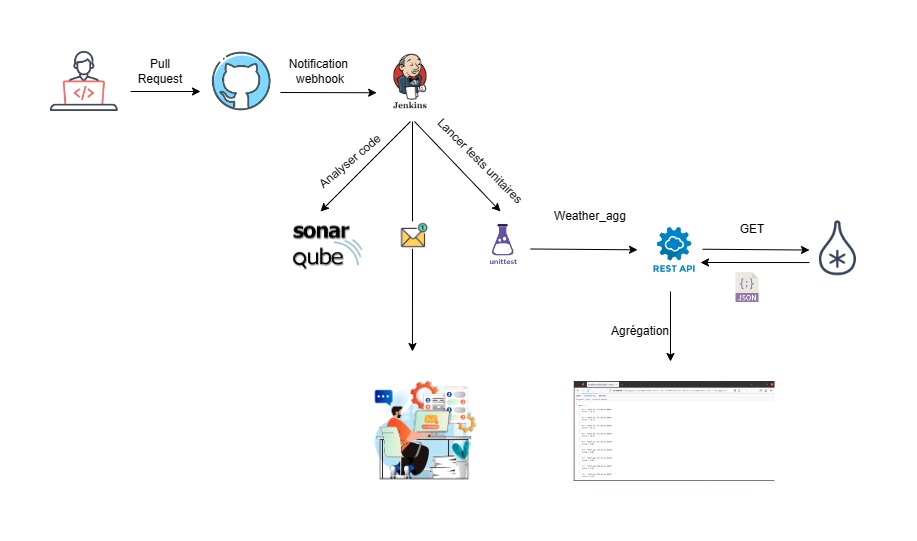 Pull
Request
Notification
webhook
</>
Jenkins
Analyser code
Lancer tests unitaires
sonar
qube
1
unittest
Weather_agg
REST API
GET
{;}
JSON
Agrégation